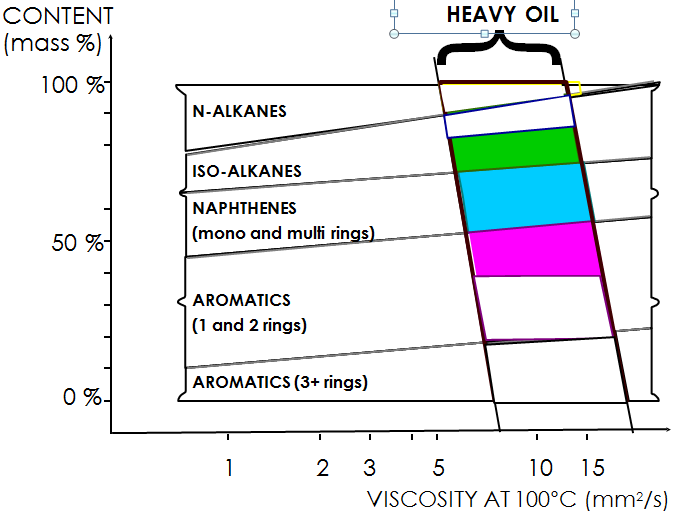 CONTENT
(mass %)
HEAVY OIL
100 %
N-ALKANES
ISO-ALKANES
NAPHTHENES
(mono and multi rings)
50 %
AROMATICS
(1 and 2 rings)
AROMATICS (3+ rings)
0 %
1 2 3 5 10 15
VISCOSITY AT 100°C (mm²/s)